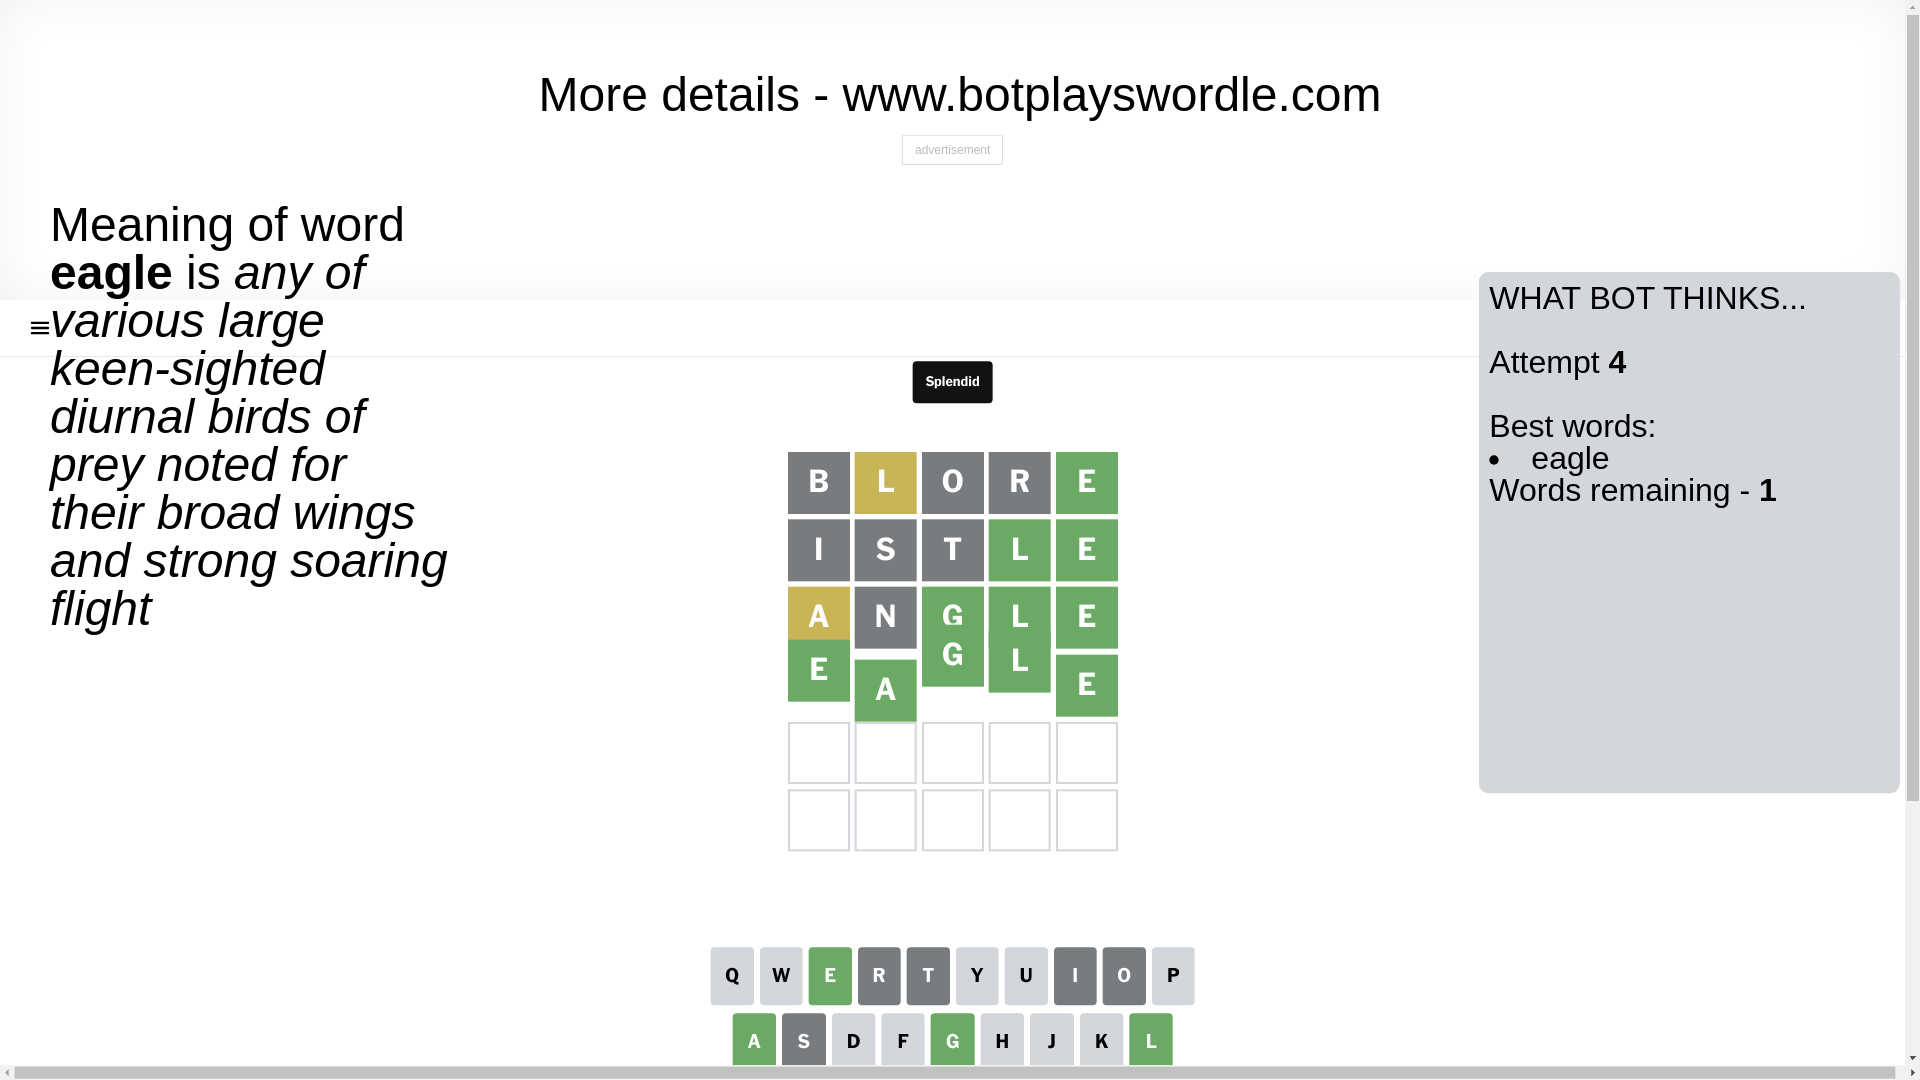 More details - www.botplayswordle.com
advertisement
Meaning of word
eagle is any of
various large
keen-sighted
diurnal birds of
prey noted for
their broad wings
and strong soaring
flight
Splendid
B L O R E
I S T L E
A N G L E
E A G L E
WHAT BOT THINKS...
Attempt 4
Best words:
• eagle
Words remaining - 1
Q W E R T Y U I O P
A S D F G H J K L